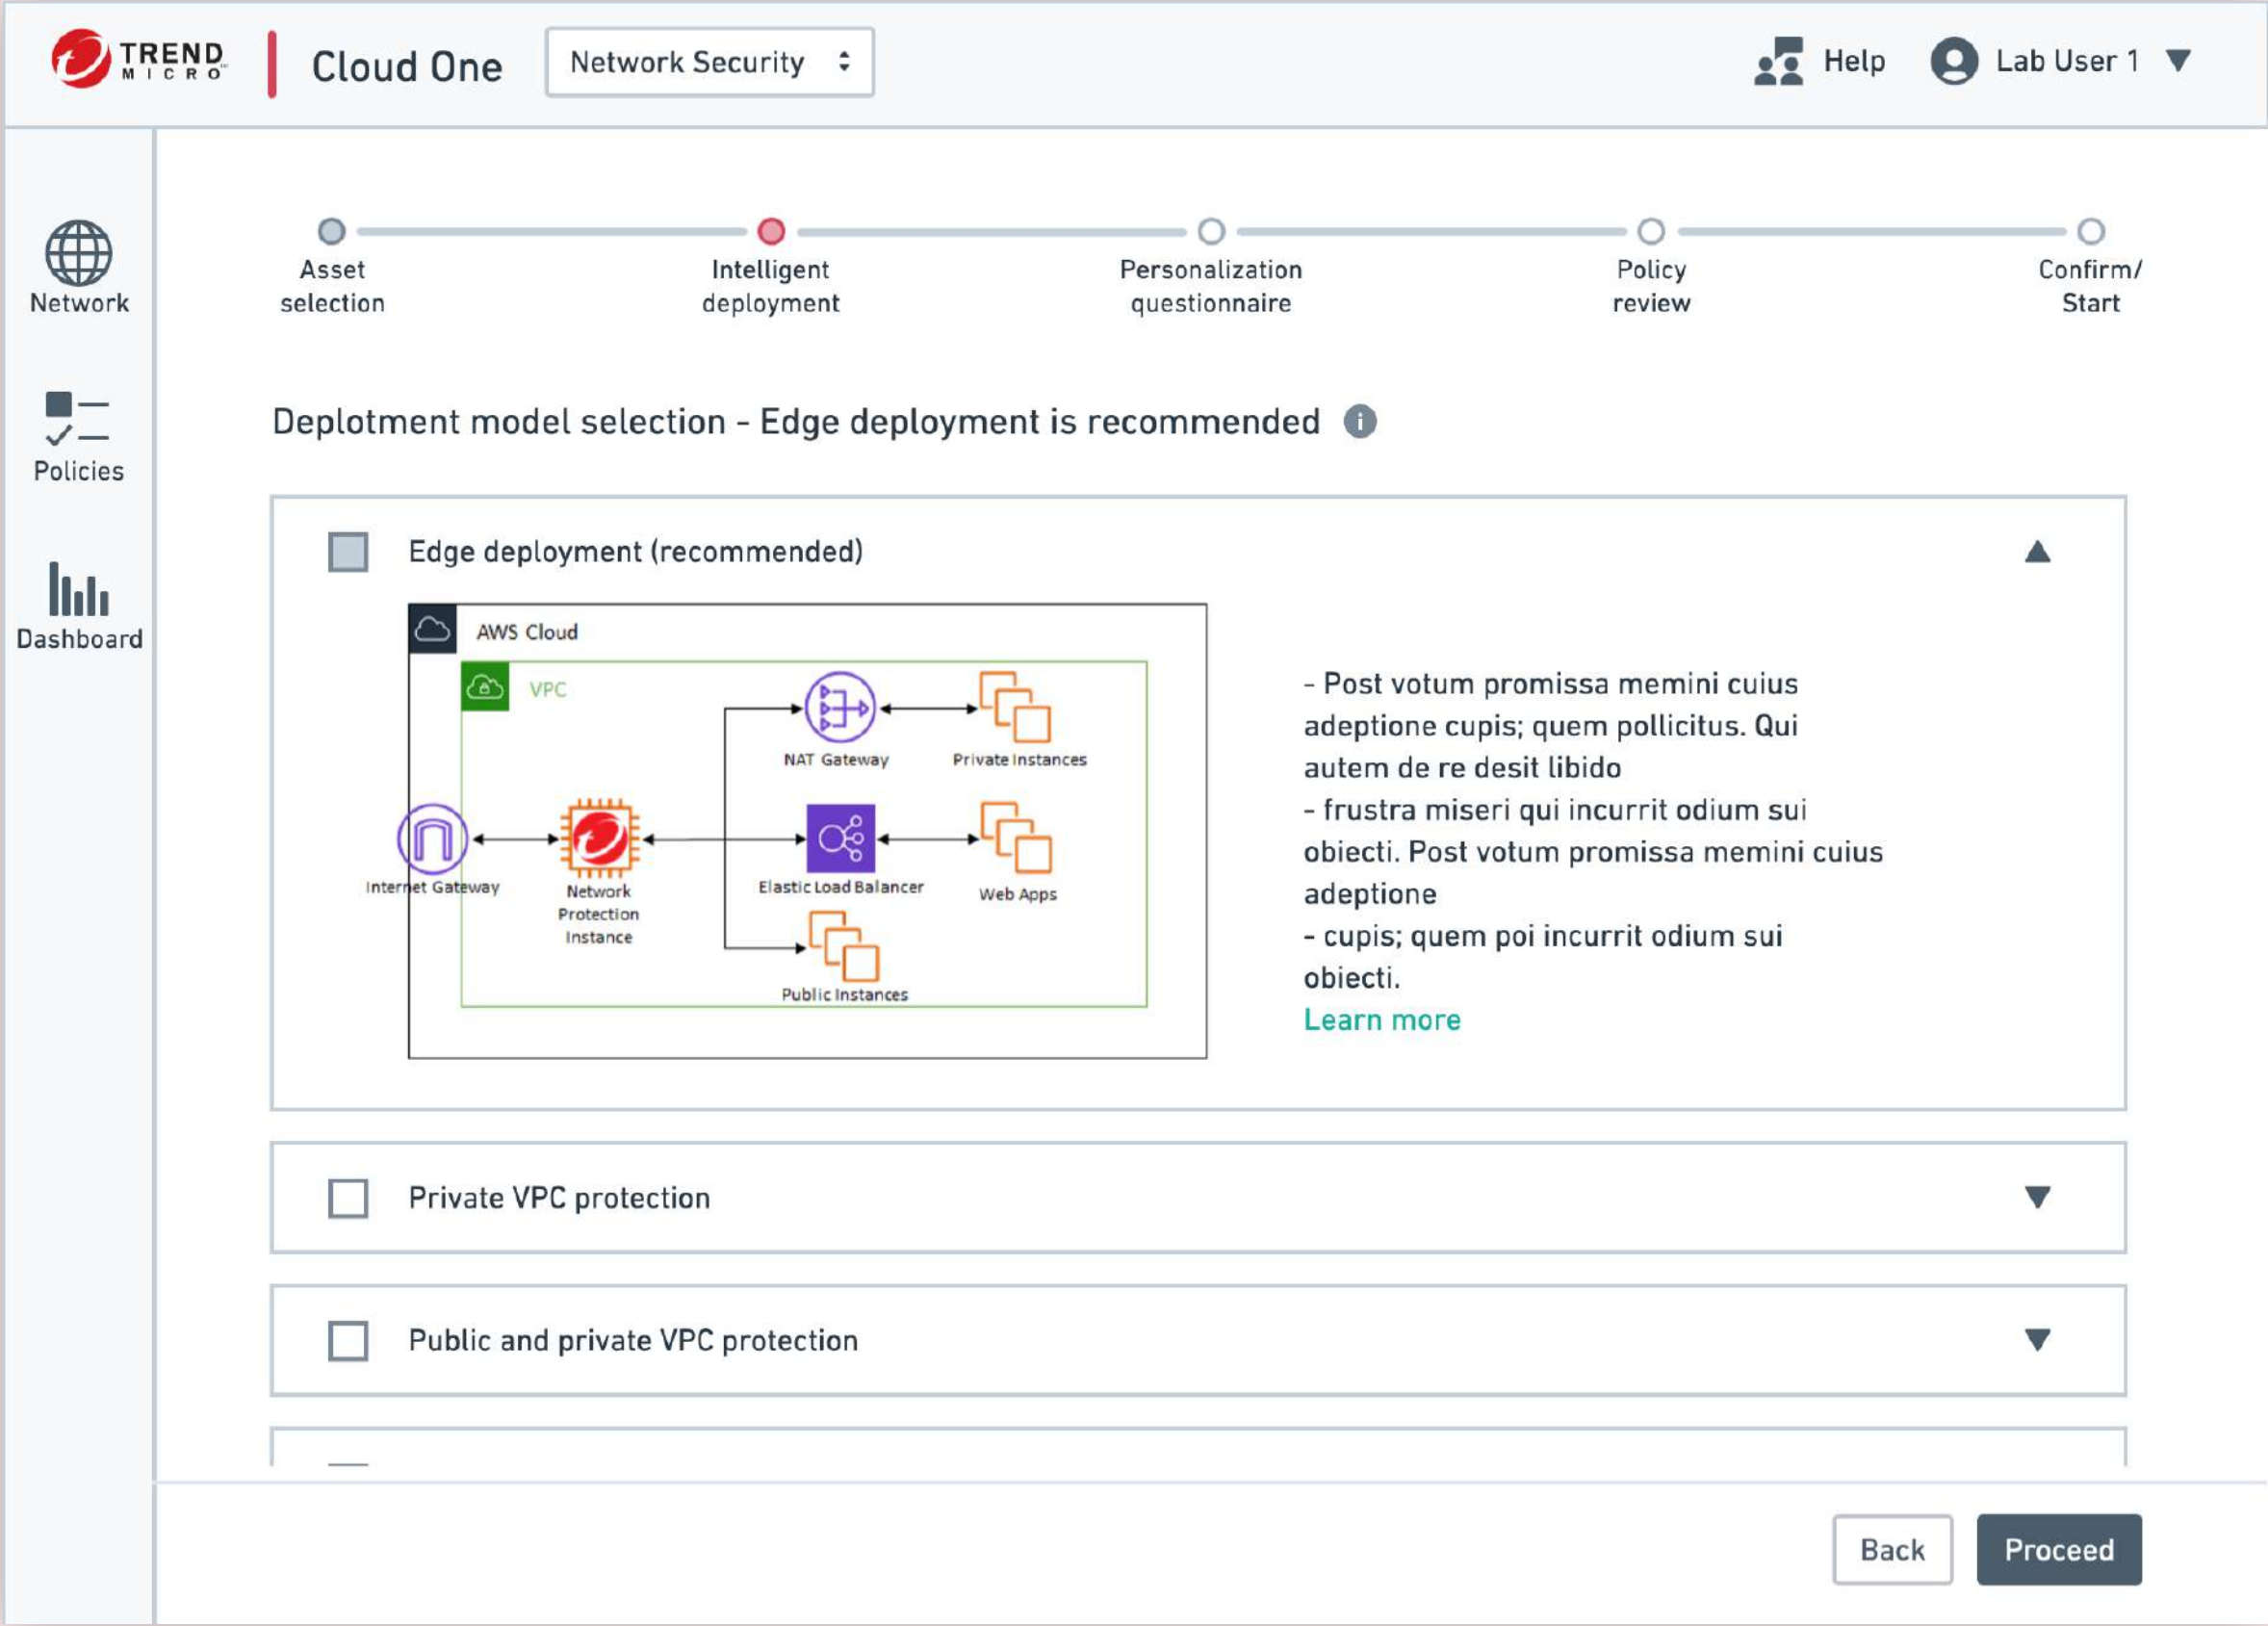 TREND
MICRO™
Cloud One
Network Security
Help
Lab User 1
Network
Policies
Dashboard
Asset
selection
Intelligent
deployment
Personalization
questionnaire
Policy
review
Confirm/
Start
Deplotment model selection - Edge deployment is recommended
Edge deployment (recommended)
AWS Cloud
VPC
NAT Gateway
Private Instances
Internet Gateway
Network
Protection
Instance
Elastic Load Balancer
Web Apps
Public Instances
- Post votum promissa memini cuius
adeptione cupis; quem pollicitus. Qui
autem de re desit libido
- frustra miseri qui incurrit odium sui
obiecti. Post votum promissa memini cuius
adeptione
- cupis; quem poi incurrit odium sui
obiecti.
Learn more
Private VPC protection
Public and private VPC protection
Back
Proceed